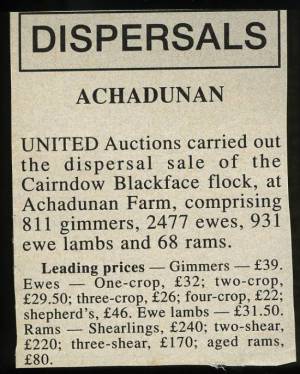 DISPERSALS
ACHADUNAN
UNITED Auctions carried out
the dispersal sale of the
Cairndow Blackface flock, at
Achadunan Farm, comprising
811 gimmers, 2477 ewes, 931
ewe lambs and 68 rams.
Leading prices — Gimmers — £39.
Ewes — One-crop, £32; two-crop,
£29.50; three-crop, £26; four-crop, £22;
shepherd's, £46. Ewe lambs — £31.50.
Rams — Shearlings, £240; two-shear,
£220; three-shear, £170; aged rams,
£80.